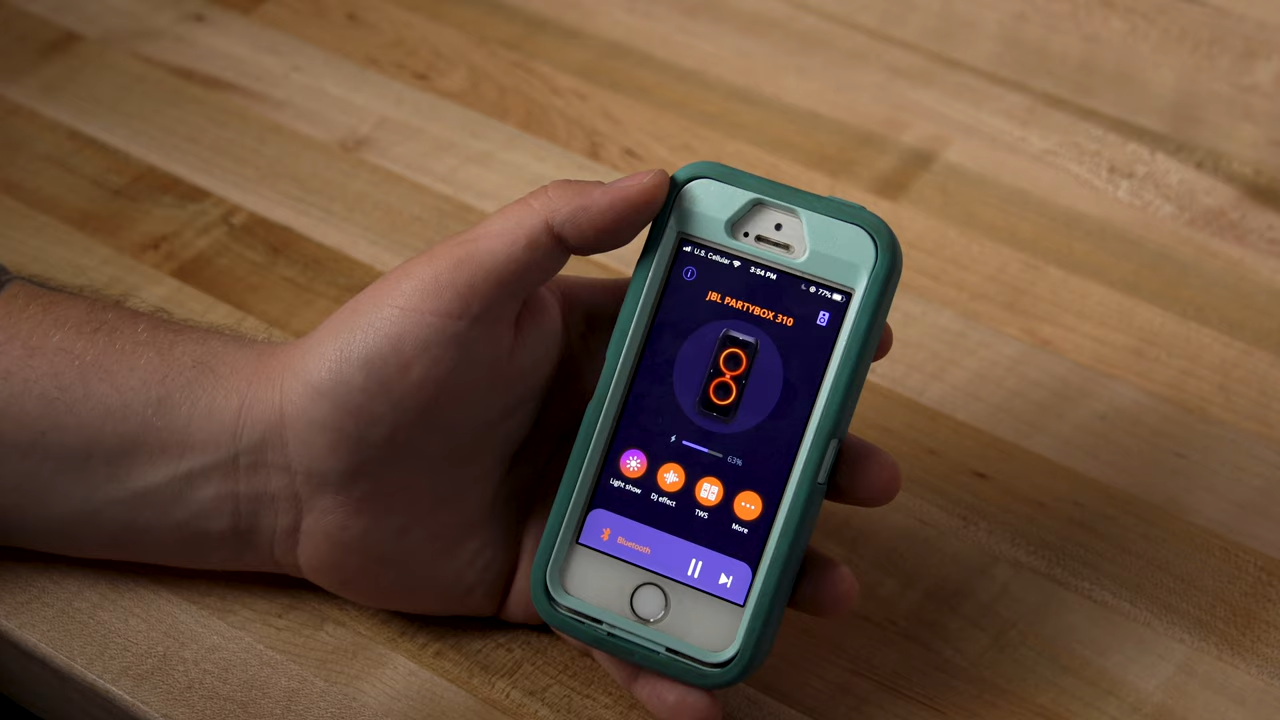 U.S. Cellular 3:54 PM 77%
JBL PARTYBOX 310
63%
Light show Dj effect TWS More
Bluetooth